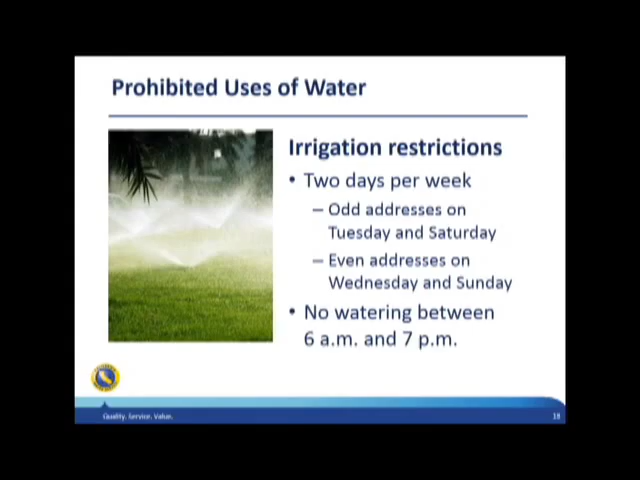 Prohibited Uses of Water
Irrigation restrictions
• Two days per week
– Odd addresses on
Tuesday and Saturday
– Even addresses on
Wednesday and Sunday
• No watering between
6 a.m. and 7 p.m.
Quality. Service. Value.
18